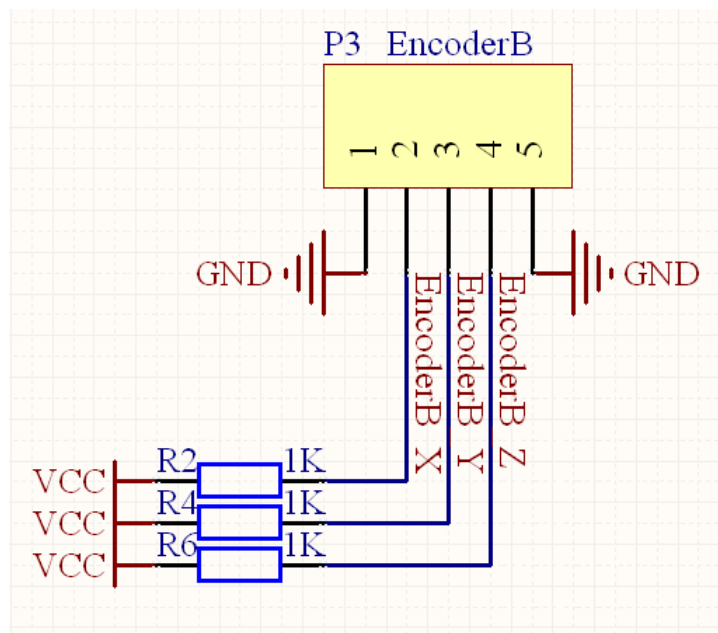 P3 EncoderB
1 2 3 4 5
GND
GND
EncoderB X
EncoderB Y
EncoderB Z
VCC R2 1K
VCC R4 1K
VCC R6 1K